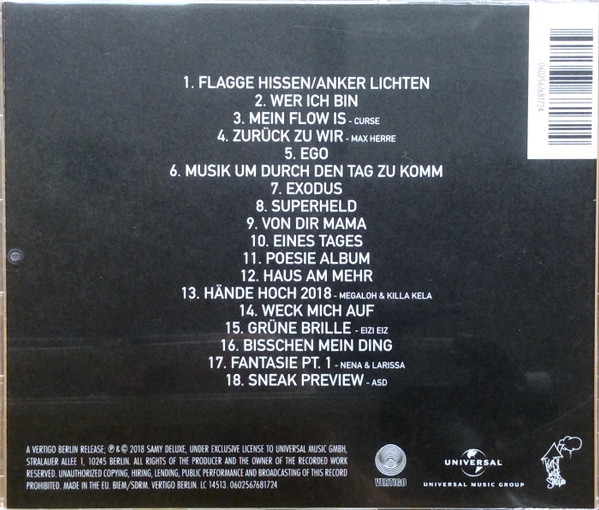 1. FLAGGE HISSEN/ANKER LICHTEN
2. WER ICH BIN
3. MEIN FLOW IS - CURSE
4. ZURÜCK ZU WIR - MAX HERRE
5. EGO
6. MUSIK UM DURCH DEN TAG ZU KOMM
7. EXODUS
8. SUPERHELD
9. VON DIR MAMA
10. EINES TAGES
11. POESIE ALBUM
12. HAUS AM MEHR
13. HÄNDE HOCH 2018 - MEGALOH & KILLA KELA
14. WECK MICH AUF
15. GRÜNE BRILLE - EIZI EIZ
16. BISSCHEN MEIN DING
17. FANTASIE PT. 1 - NENA & LARISSA
18. SNEAK PREVIEW - ASD
0602567681724
A VERTIGO BERLIN RELEASE; ℗ & © 2018 SAMY DELUXE, UNDER EXCLUSIVE LICENSE TO UNIVERSAL MUSIC GMBH,
STRALAUER ALLEE 1, 10245 BERLIN. ALL RIGHTS OF THE PRODUCER AND THE OWNER OF THE RECORDED WORK
RESERVED. UNAUTHORIZED COPYING, HIRING, LENDING, PUBLIC PERFORMANCE AND BROADCASTING OF THIS RECORD
PROHIBITED. MADE IN THE EU. BIEM/SDRM. VERTIGO BERLIN. LC 14513. 0602567681724
VERTIGO
UNIVERSAL
UNIVERSAL MUSIC GROUP